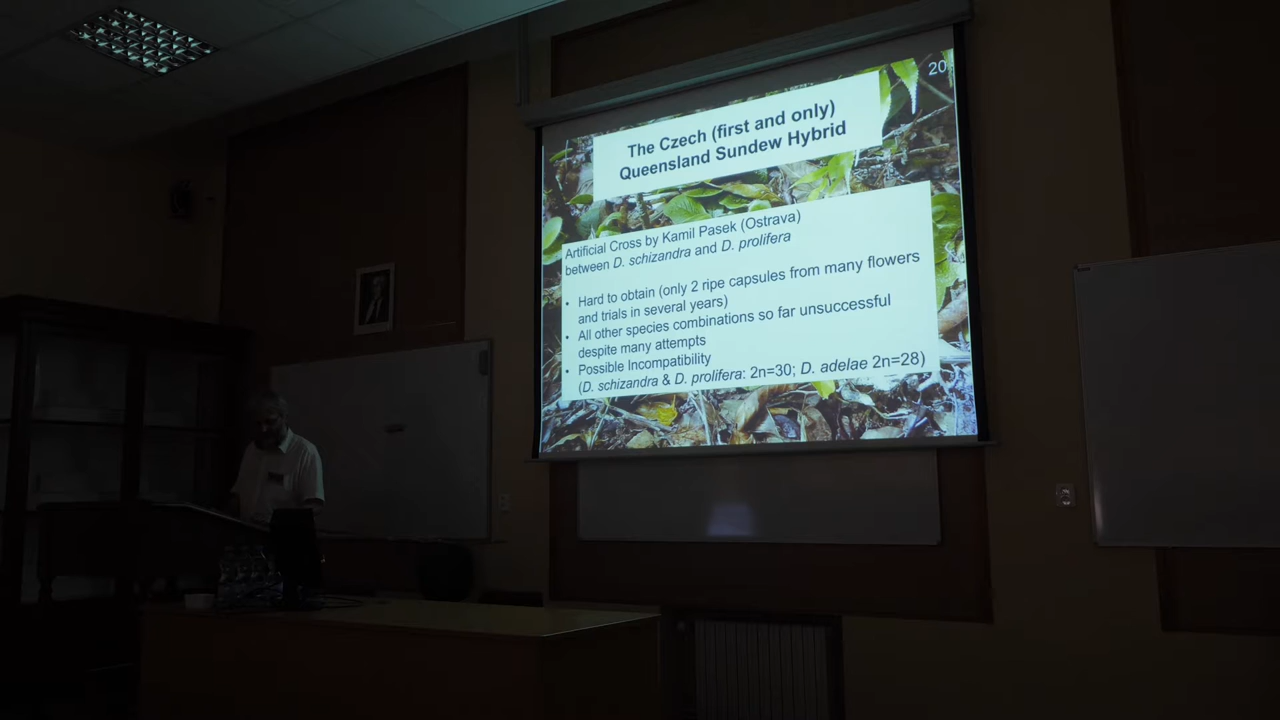 20
The Czech (first and only)
Queensland Sundew Hybrid
Artificial Cross by Kamil Pasek (Ostrava)
between D. schizandra and D. prolifera
• Hard to obtain (only 2 ripe capsules from many flowers
and trials in several years)
• All other species combinations so far unsuccessful
despite many attempts
• Possible Incompatibility
(D. schizandra & D. prolifera: 2n=30; D. adelae 2n=28)